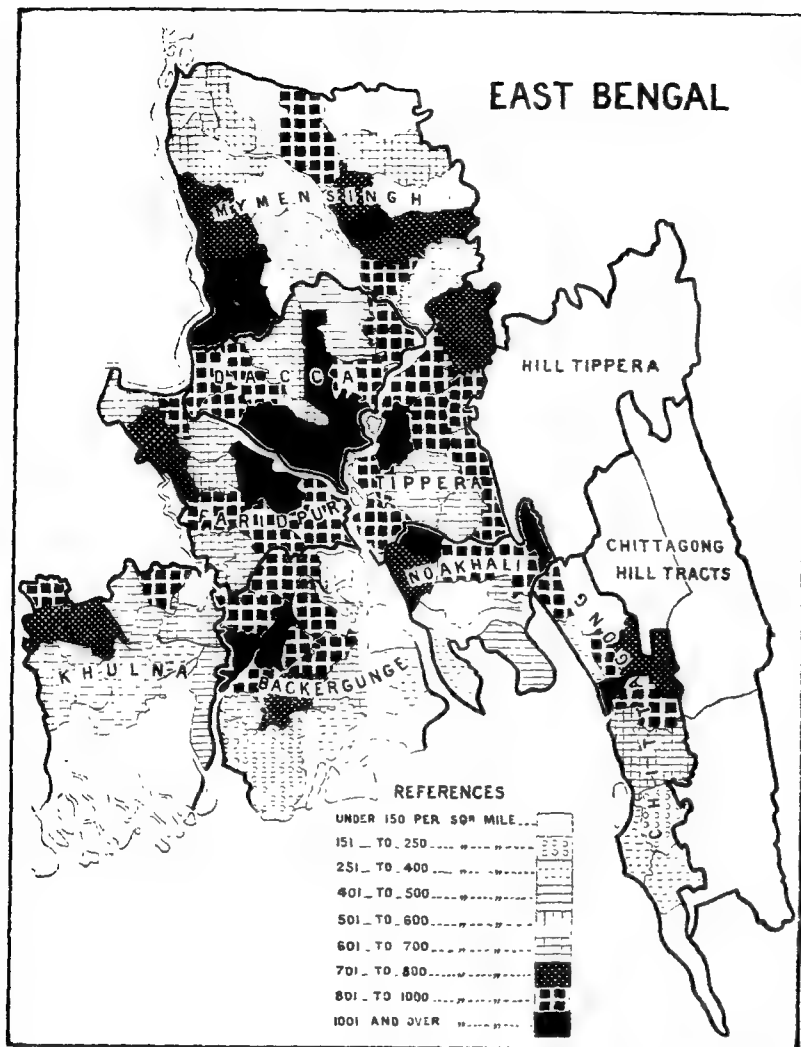 EAST BENGAL
MYMENSINGH
HILL TIPPERA
DACCA
TIPPERA
FARIDPUR
CHITTAGONG
HILL TRACTS
NOAKHALI
CHITTAGONG
KHULNA
BACKERGUNGE
REFERENCES
UNDER 150 PER SQR MILE
151 TO 250 " "
251 TO 400 " "
401 TO 500 " "
501 TO 600 " "
601 TO 700 " "
701 TO 800 " "
801 TO 1000 " "
1001 AND OVER " "